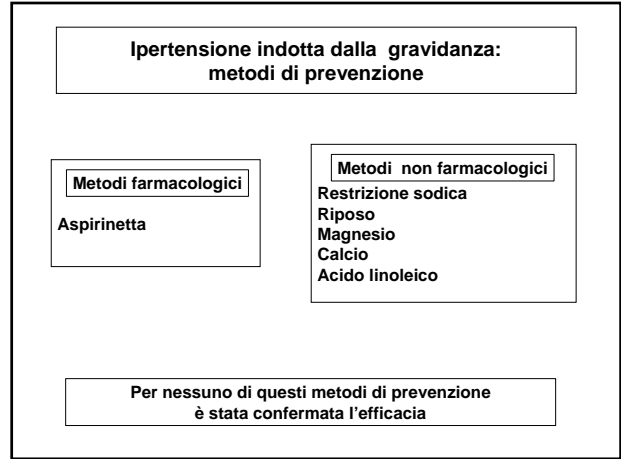 Ipertensione indotta dalla gravidanza:
metodi di prevenzione
Metodi farmacologici
Aspirinetta
Metodi non farmacologici
Restrizione sodica
Riposo
Magnesio
Calcio
Acido linoleico
Per nessuno di questi metodi di prevenzione
è stata confermata l'efficacia